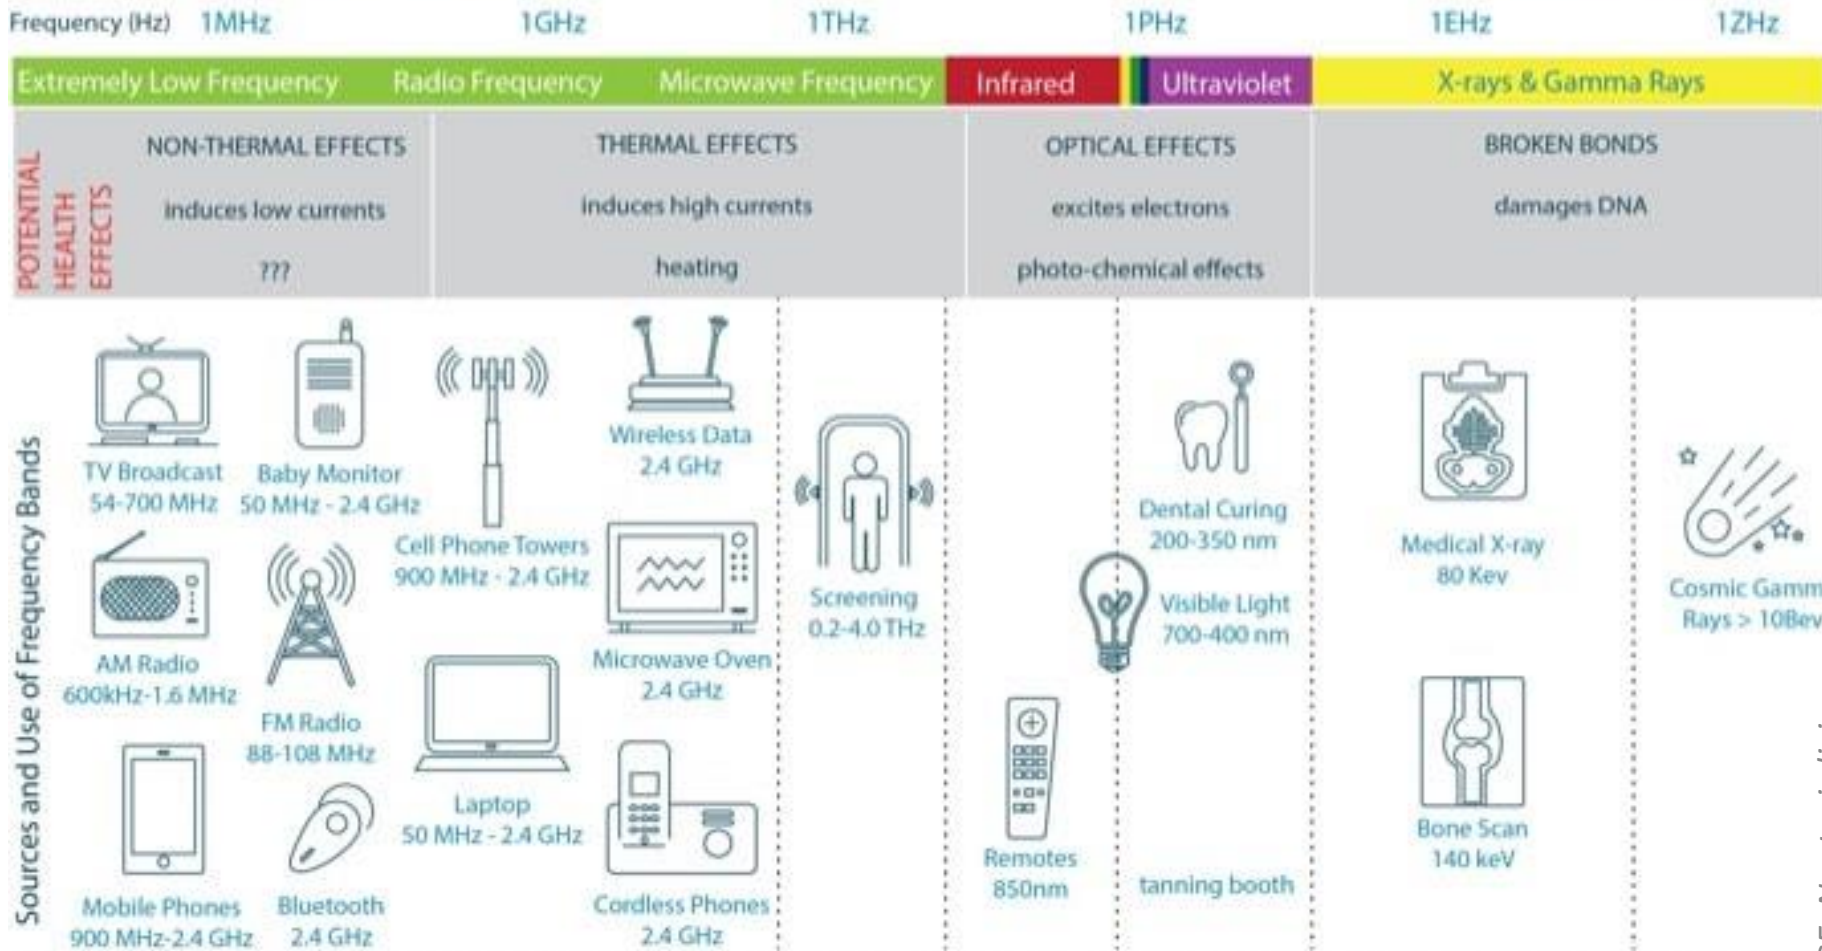 Frequency (Hz) 1MHz 1GHz 1THz 1PHz 1EHz 1ZHz
Extremely Low Frequency Radio Frequency Microwave Frequency Infrared Ultraviolet X-rays & Gamma Rays
POTENTIAL
HEALTH
EFFECTS
NON-THERMAL EFFECTS
induces low currents
???
THERMAL EFFECTS
induces high currents
heating
OPTICAL EFFECTS
excites electrons
photo-chemical effects
BROKEN BONDS
damages DNA
Sources and Use of Frequency Bands
TV Broadcast
54-700 MHz
Baby Monitor
50 MHz - 2.4 GHz
AM Radio
600kHz-1.6 MHz
FM Radio
88-108 MHz
Mobile Phones
900 MHz-2.4 GHz
Bluetooth
2.4 GHz
Cell Phone Towers
900 MHz - 2.4 GHz
Laptop
50 MHz - 2.4 GHz
Wireless Data
2.4 GHz
Microwave Oven
2.4 GHz
Cordless Phones
2.4 GHz
Screening
0.2-4.0 THz
Remotes
850nm
Dental Curing
200-350 nm
Visible Light
700-400 nm
tanning booth
Medical X-ray
80 Kev
Bone Scan
140 keV
Cosmic Gamm
Rays > 10Bev